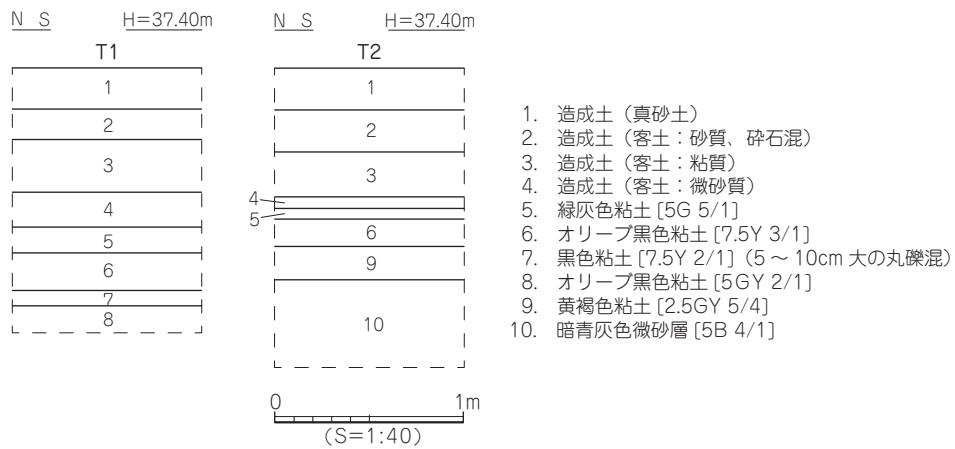 N S H=37.40m
T1
1
2
3
4
5
6
7
8
N S H=37.40m
T2
1
2
3
4
5
6
9
10
0 1m
(S=1:40)
1. 造成土（真砂土）
2. 造成土（客土：砂質、砕石混）
3. 造成土（客土：粘質）
4. 造成土（客土：微砂質）
5. 緑灰色粘土 [5G 5/1]
6. オリーブ黒色粘土 [7.5Y 3/1]
7. 黒色粘土 [7.5Y 2/1]（5 ～ 10cm 大の丸礫混）
8. オリーブ黒色粘土 [5GY 2/1]
9. 黄褐色粘土 [2.5GY 5/4]
10. 暗青灰色微砂層 [5B 4/1]